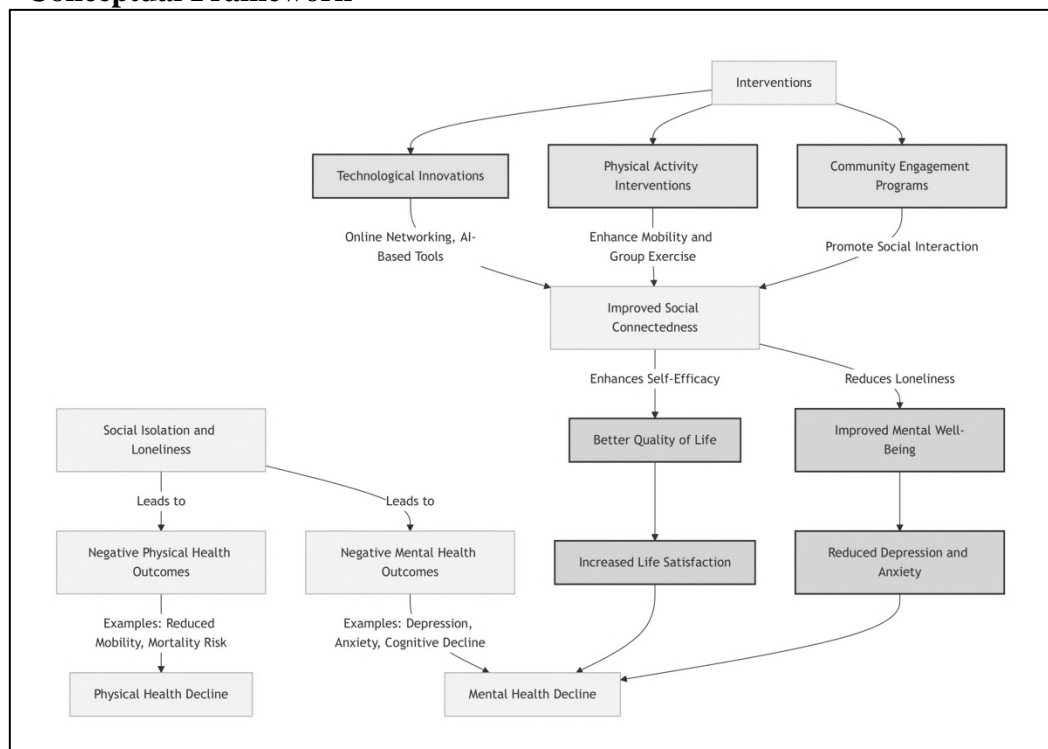 Conceptual Framework
Interventions
Technological Innovations
Physical Activity
Interventions
Community Engagement
Programs
Online Networking, AI-
Based Tools
Enhance Mobility and
Group Exercise
Promote Social Interaction
Improved Social
Connectedness
Enhances Self-Efficacy
Reduces Loneliness
Social Isolation and
Loneliness
Better Quality of Life
Improved Mental Well-
Being
Leads to
Leads to
Negative Physical Health
Outcomes
Negative Mental Health
Outcomes
Increased Life Satisfaction
Reduced Depression and
Anxiety
Examples: Reduced
Mobility, Mortality Risk
Examples: Depression,
Anxiety, Cognitive Decline
Physical Health Decline
Mental Health Decline